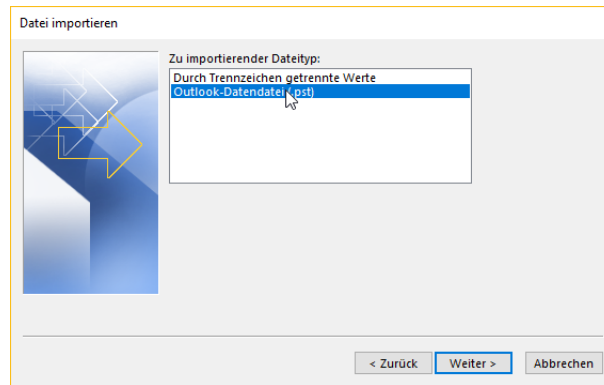 Datei importieren
Zu importierender Dateityp:
Durch Trennzeichen getrennte Werte
Outlook-Datendatei (.pst)
< Zurück Weiter > Abbrechen